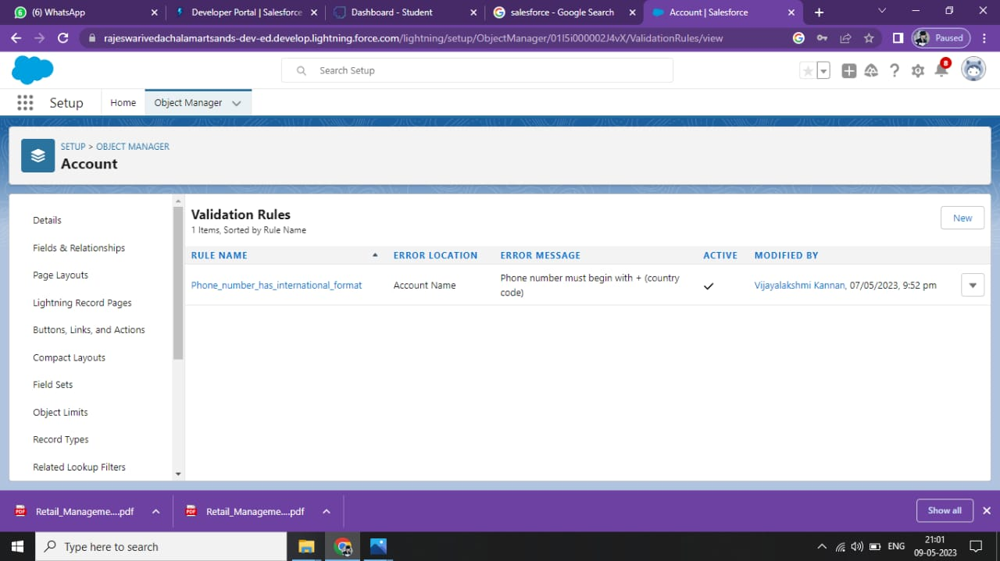 (6) WhatsApp
Developer Portal | Salesforce
Dashboard - Student
salesforce - Google Search
Account | Salesforce
rajeswarivedachalamartsands-dev-ed.develop.lightning.force.com/lightning/setup/ObjectManager/01I5i000002J4vX/ValidationRules/view
Paused
Search Setup
8
Setup
Home
Object Manager
SETUP > OBJECT MANAGER
Account
Details
Fields & Relationships
Page Layouts
Lightning Record Pages
Buttons, Links, and Actions
Compact Layouts
Field Sets
Object Limits
Record Types
Related Lookup Filters
Validation Rules
1 Items, Sorted by Rule Name
New
RULE NAME ERROR LOCATION ERROR MESSAGE ACTIVE MODIFIED BY
Phone_number_has_international_format Account Name Phone number must begin with + (country
code)
Vijayalakshmi Kannan, 07/05/2023, 9:52 pm
Retail_Manageme....pdf
Retail_Manageme....pdf
Show all
Type here to search
ENG
21:01
09-05-2023